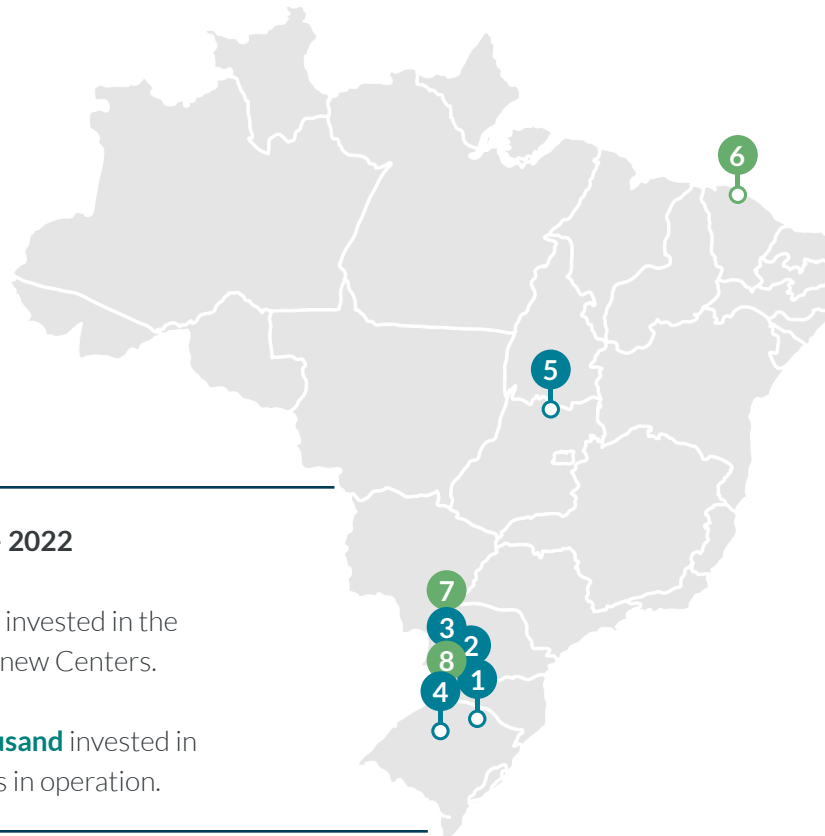 6
5
2022
invested in the
new Centers.
usand invested in
s in operation.
7
3
2
8
1
4